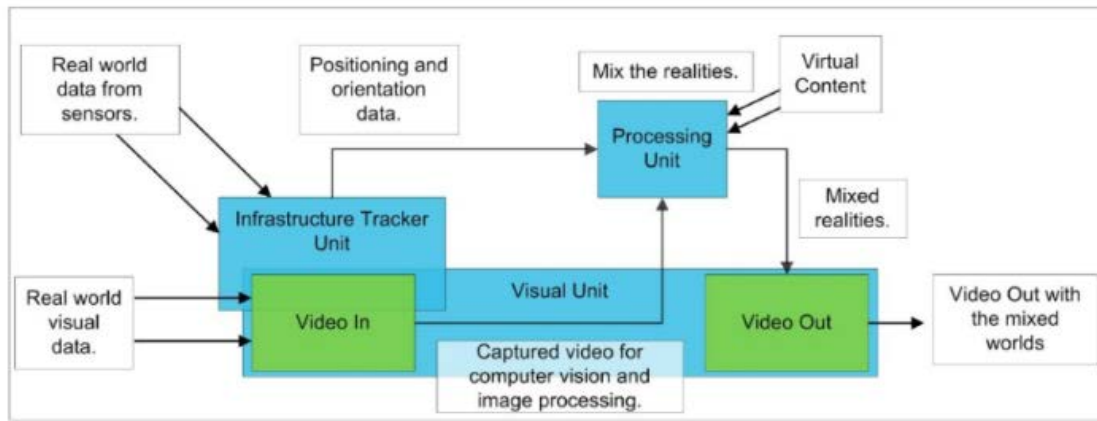 Real world
data from
sensors.
Positioning and
orientation
data.
Mix the realities.
Virtual
Content
Processing
Unit
Infrastructure Tracker
Unit
Mixed
realities.
Real world
visual
data.
Video In
Visual Unit
Video Out
Video Out with
the mixed
worlds
Captured video for
computer vision and
image processing.